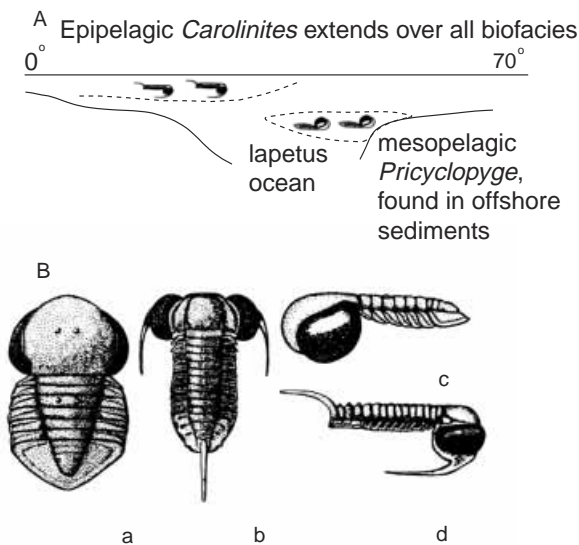 A Epipelagic Carolinites extends over all biofacies
0° 70°
Iapetus
ocean
mesopelagic
Pricyclopyge,
found in offshore
sediments
B
c
a b d